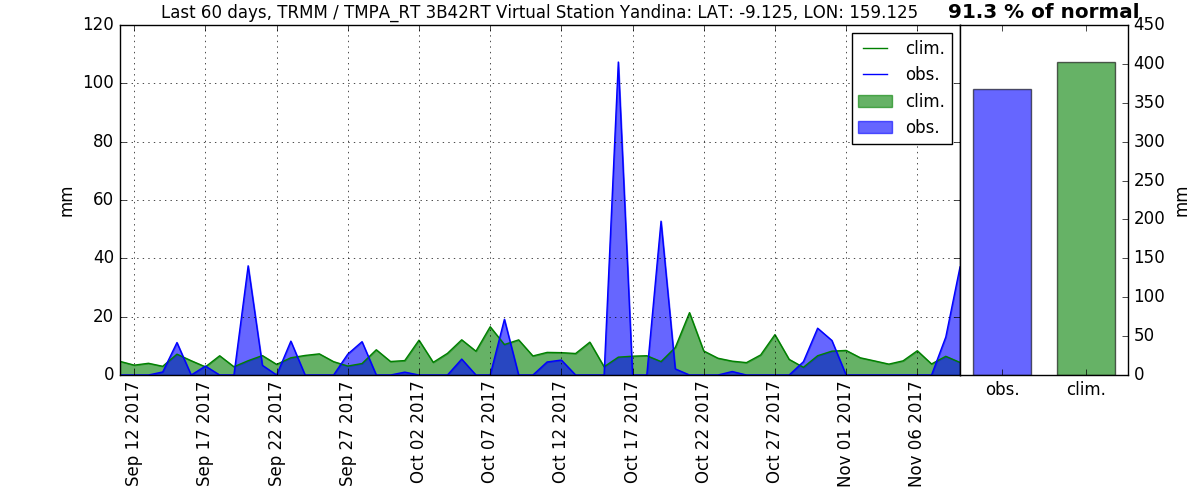 Last 60 days, TRMM / TMPA_RT 3B42RT Virtual Station Yandina: LAT: -9.125, LON: 159.125
91.3 % of normal
120
100
80
60
40
20
0
mm
clim.
obs.
clim.
obs.
450
400
350
300
250
200
150
100
50
0
mm
obs.
clim.
Sep 12 2017
Sep 17 2017
Sep 22 2017
Sep 27 2017
Oct 02 2017
Oct 07 2017
Oct 12 2017
Oct 17 2017
Oct 22 2017
Oct 27 2017
Nov 01 2017
Nov 06 2017